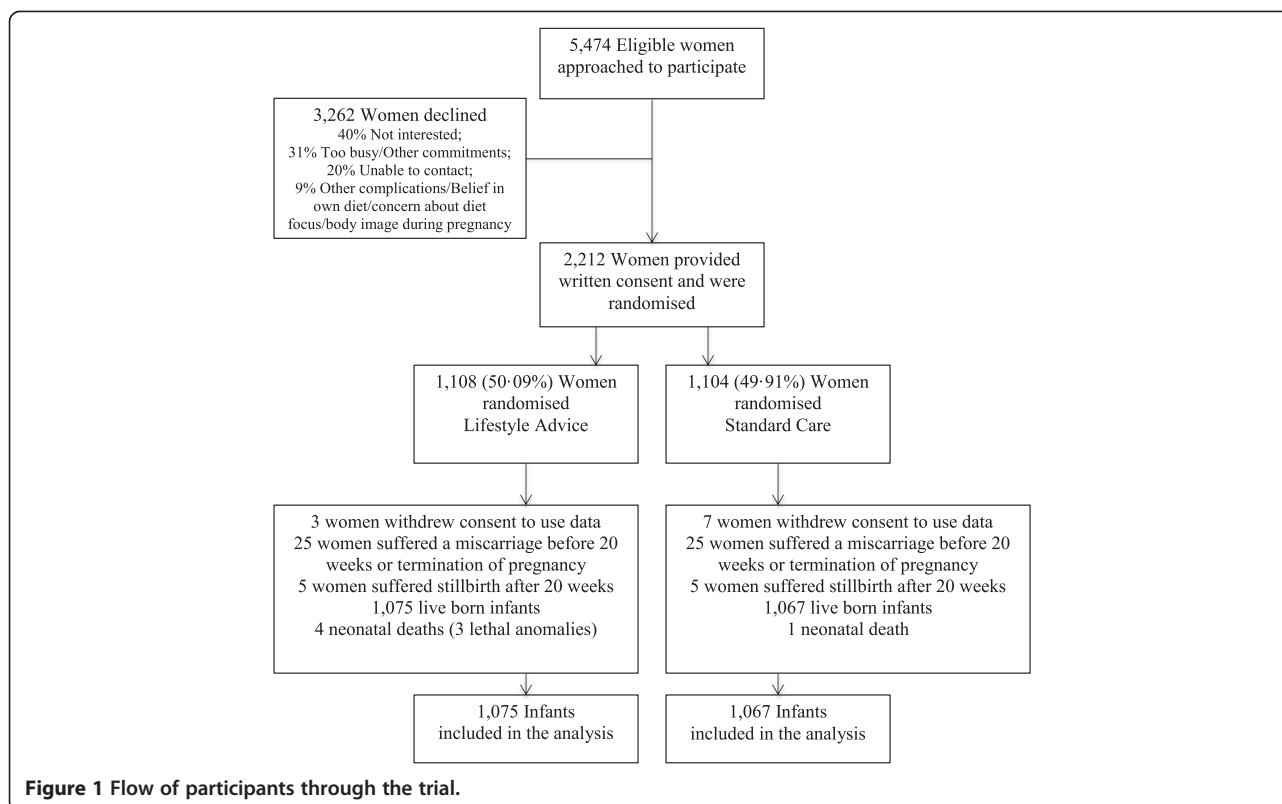 5,474 Eligible women
approached to participate
3,262 Women declined
40% Not interested;
31% Too busy/Other commitments;
20% Unable to contact;
9% Other complications/Belief in
own diet/concern about diet
focus/body image during pregnancy
2,212 Women provided
written consent and were
randomised
1,108 (50·09%) Women
randomised
Lifestyle Advice
1,104 (49·91%) Women
randomised
Standard Care
3 women withdrew consent to use data
25 women suffered a miscarriage before 20
weeks or termination of pregnancy
5 women suffered stillbirth after 20 weeks
1,075 live born infants
4 neonatal deaths (3 lethal anomalies)
7 women withdrew consent to use data
25 women suffered a miscarriage before 20
weeks or termination of pregnancy
5 women suffered stillbirth after 20 weeks
1,067 live born infants
1 neonatal death
1,075 Infants
included in the analysis
1,067 Infants
included in the analysis
Figure 1 Flow of participants through the trial.